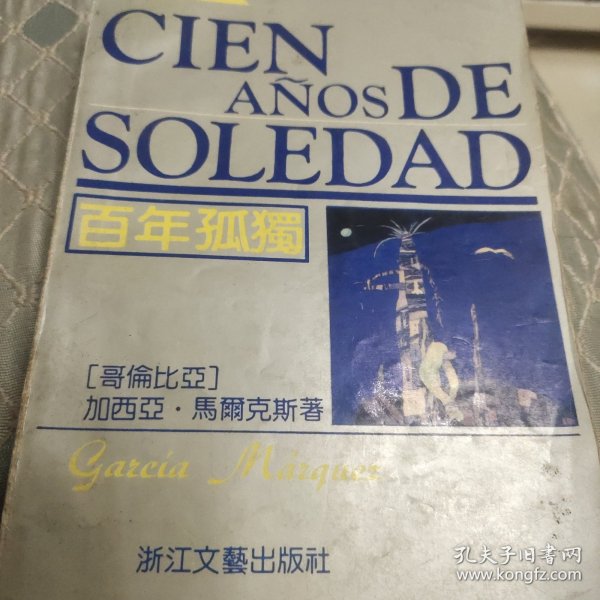 CIEN
AÑOS DE
SOLEDAD
百年孤獨
[哥倫比亞]
加西亞·馬爾克斯著
García Márquez
浙江文藝出版社
孔夫子旧书网
www.kongfz.com